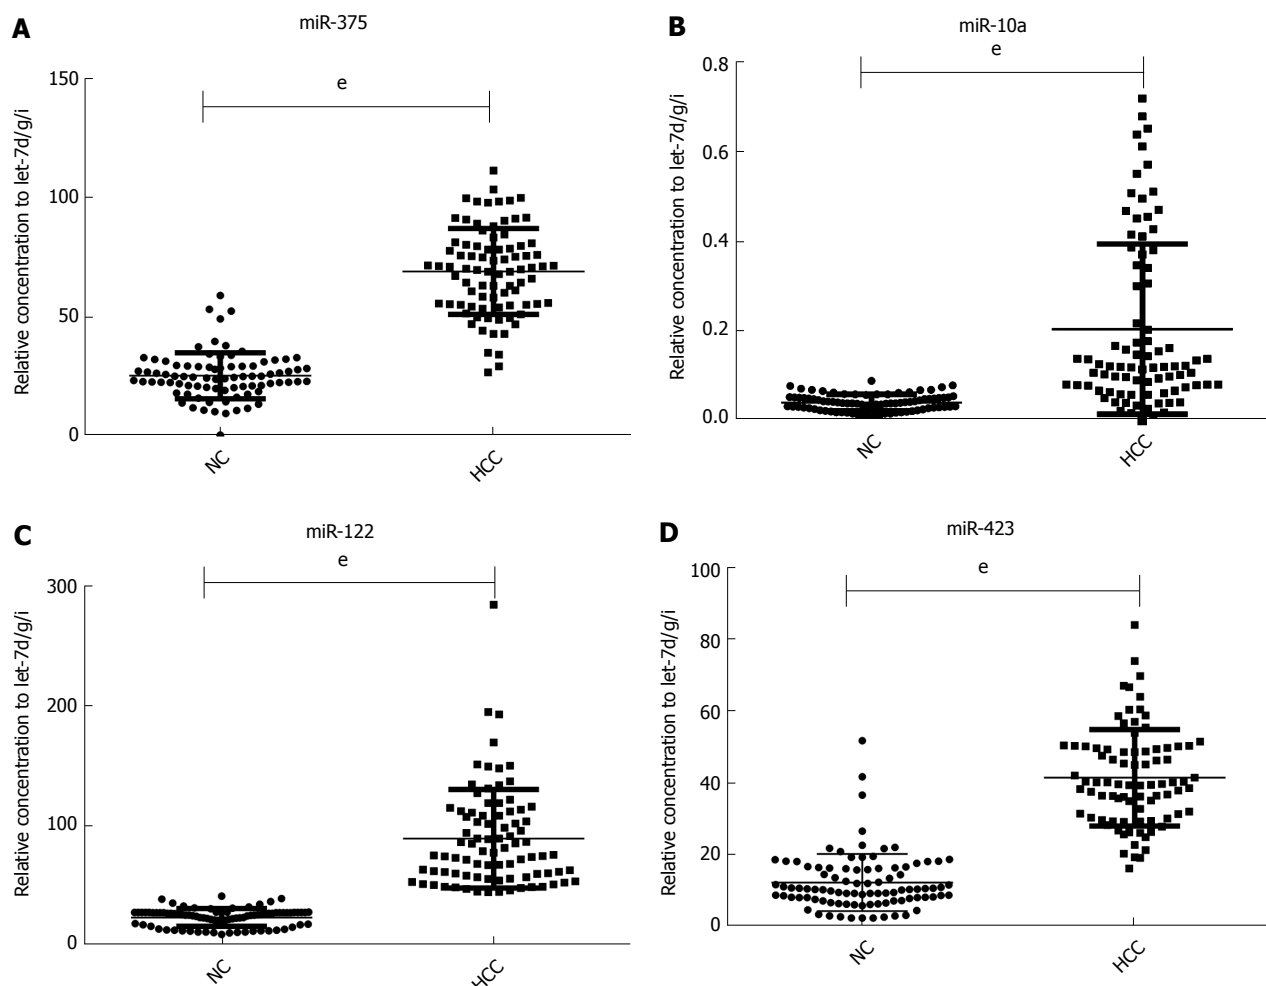 A
miR-375
e
Relative concentration to let-7d/g/i
150
100
50
0
NC
HCC
B
miR-10a
e
Relative concentration to let-7d/g/i
0.8
0.6
0.4
0.2
0.0
NC
HCC
C
miR-122
e
Relative concentration to let-7d/g/i
300
200
100
0
NC
HCC
D
miR-423
e
Relative concentration to let-7d/g/i
100
80
60
40
20
0
NC
HCC